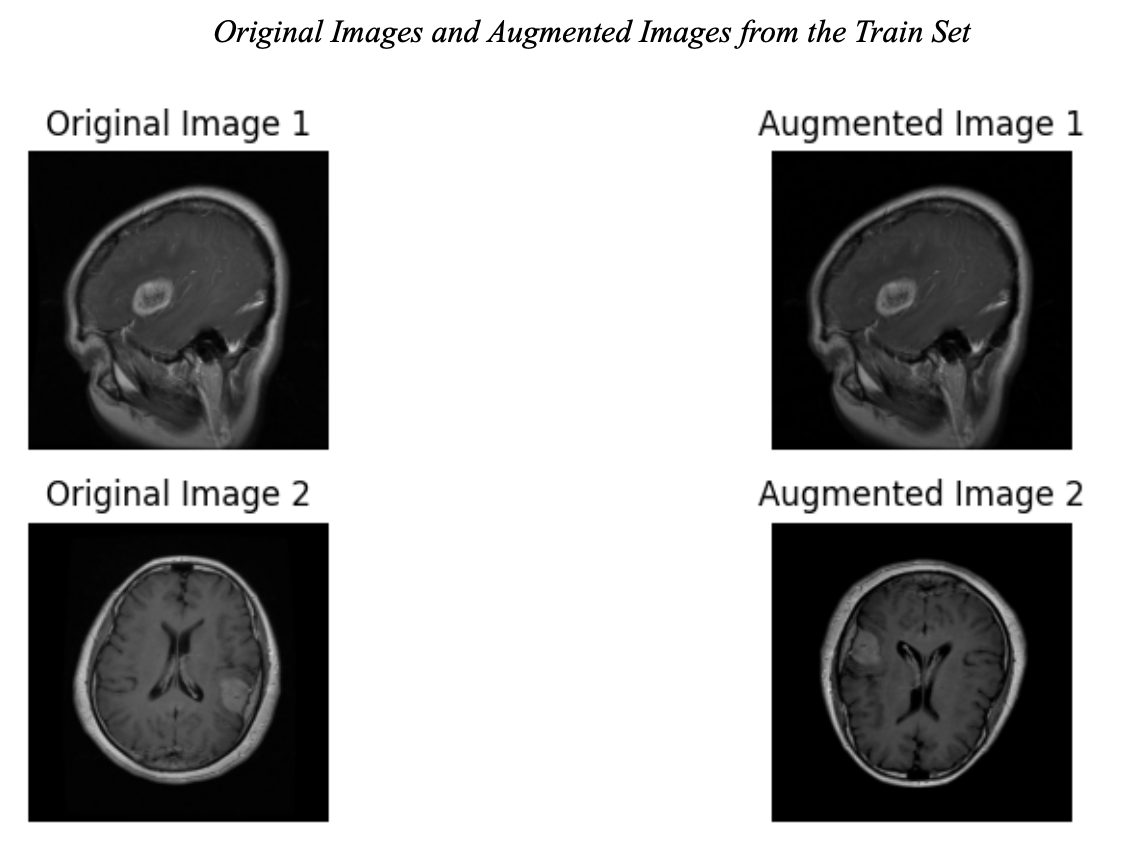 Original Images and Augmented Images from the Train Set
Original Image 1
Augmented Image 1
Original Image 2
Augmented Image 2